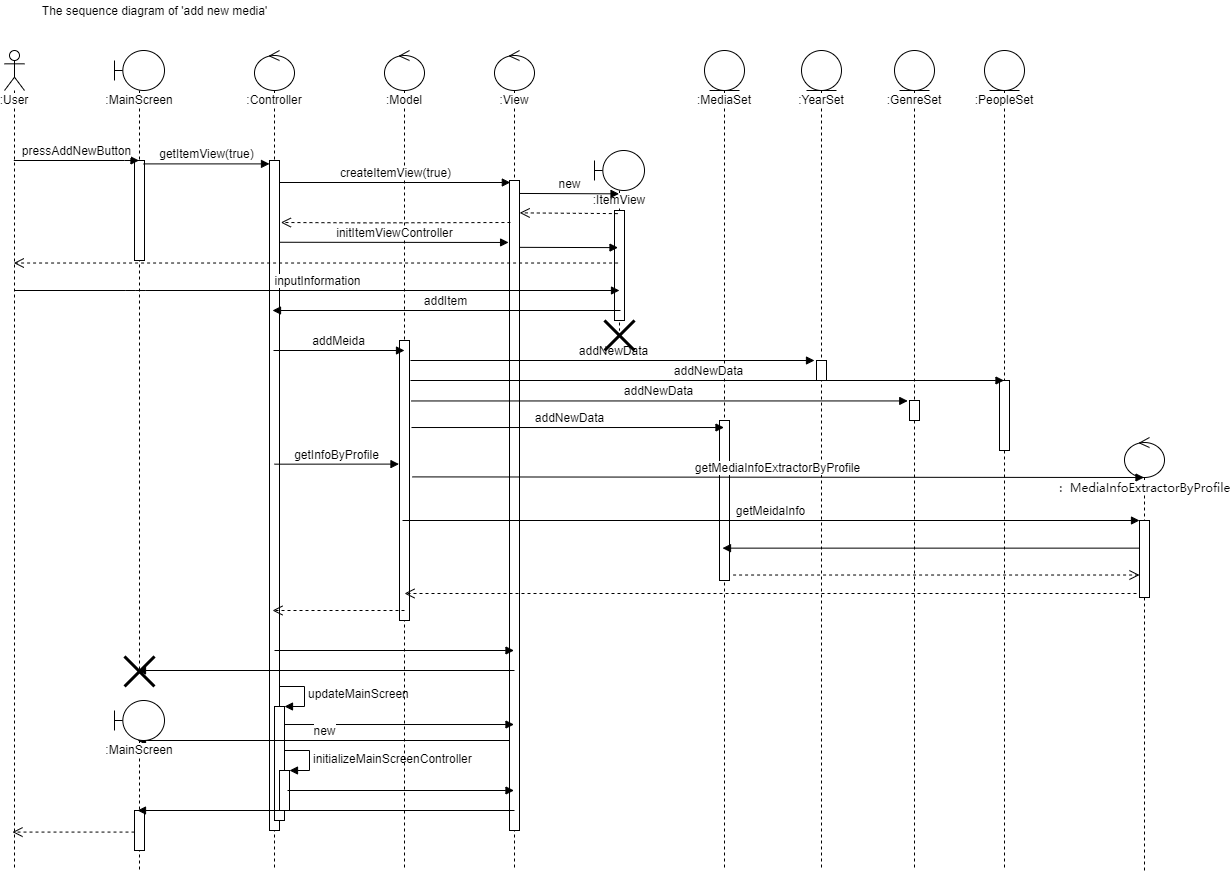 The sequence diagram of 'add new media'
:User
:MainScreen
:Controller
:Model
:View
:MediaSet
:YearSet
:GenreSet
:PeopleSet
pressAddNewButton
getItemView(true)
createItemView(true)
new
:ItemView
initItemViewController
inputInformation
addItem
addMeida
addNewData
addNewData
addNewData
addNewData
getInfoByProfile
getMediaInfoExtractorByProfile
: MediaInfoExtractorByProfile
getMeidaInfo
updateMainScreen
new
:MainScreen
initializeMainScreenController